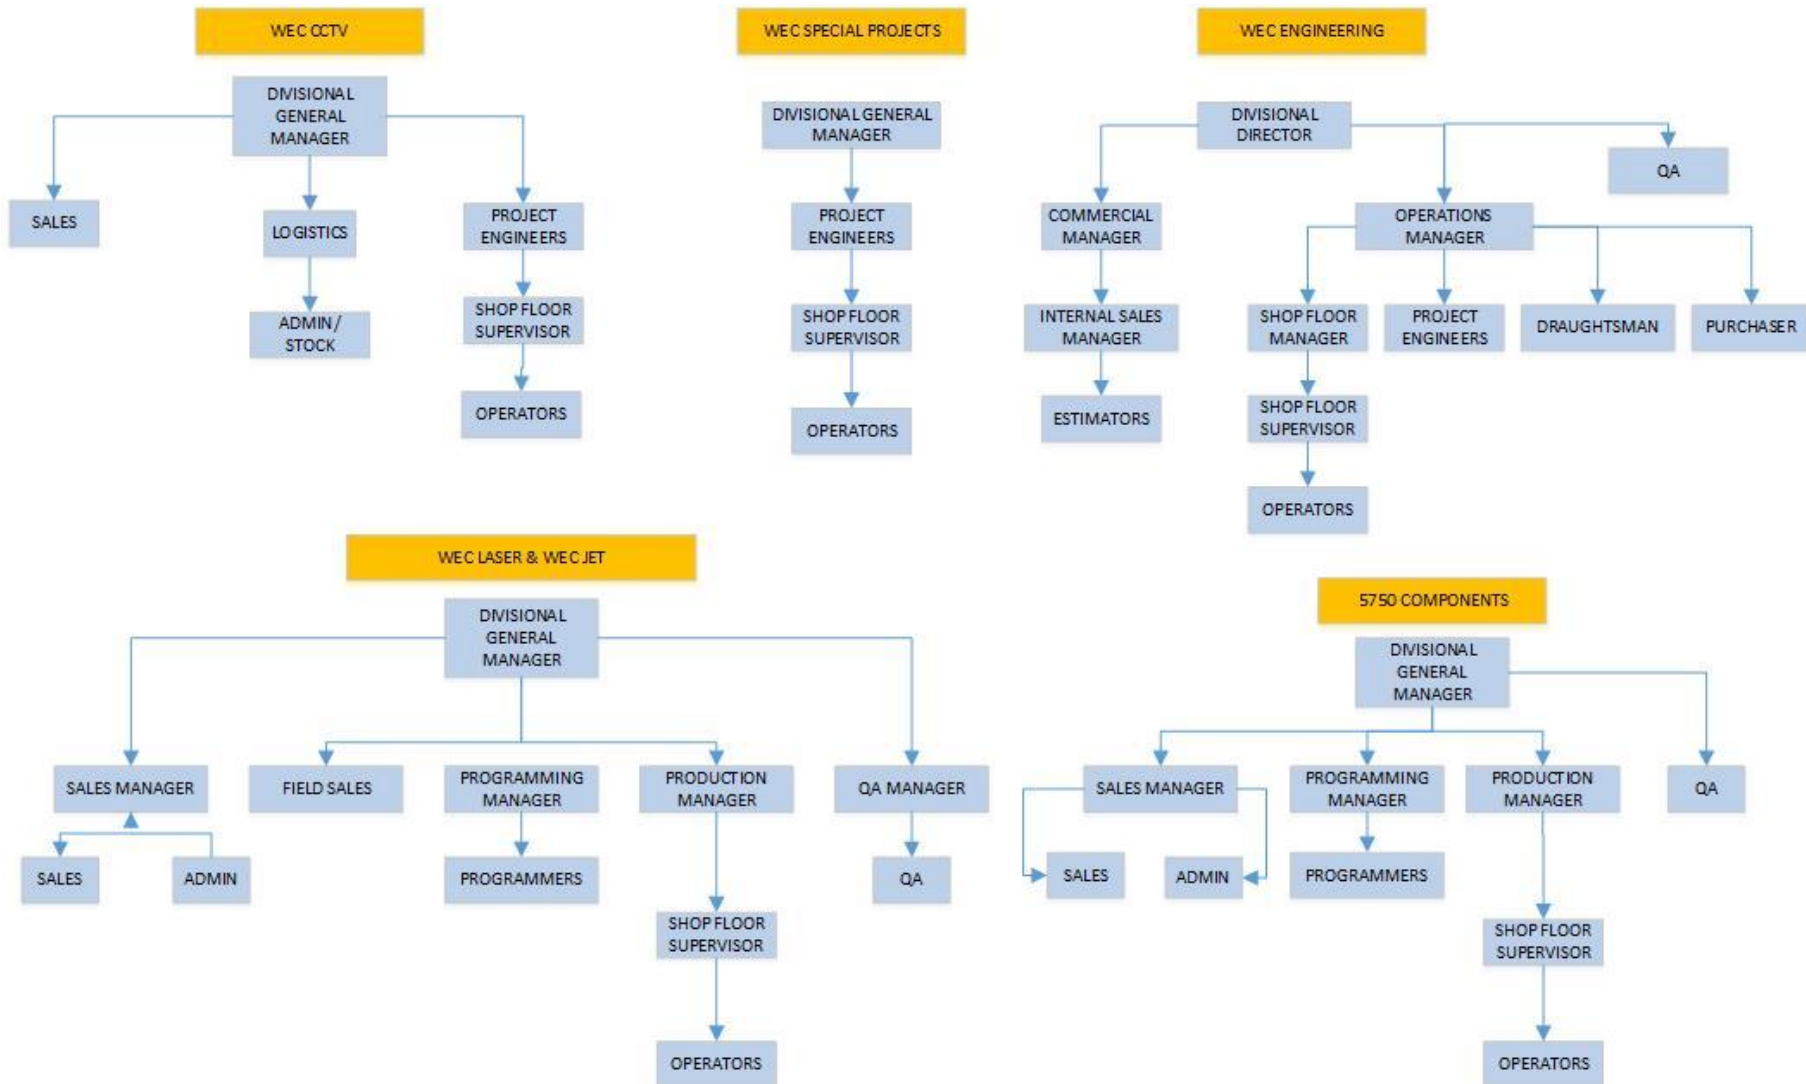 WEC CCTV
DIVISIONAL
GENERAL
MANAGER
SALES
LOGISTICS
ADMIN/
STOCK
PROJECT
ENGINEERS
SHOP FLOOR
SUPERVISOR
OPERATORS
WEC SPECIAL PROJECTS
DIVISIONAL GENERAL
MANAGER
PROJECT
ENGINEERS
SHOP FLOOR
SUPERVISOR
OPERATORS
WEC ENGINEERING
DIVISIONAL
DIRECTOR
QA
COMMERCIAL
MANAGER
INTERNAL SALES
MANAGER
ESTIMATORS
OPERATIONS
MANAGER
SHOP FLOOR
MANAGER
SHOP FLOOR
SUPERVISOR
OPERATORS
PROJECT
ENGINEERS
DRAUGHTSMAN
PURCHASER
WEC LASER & WEC JET
DIVISIONAL
GENERAL
MANAGER
SALES MANAGER
SALES
ADMIN
FIELD SALES
PROGRAMMING
MANAGER
PROGRAMMERS
PRODUCTION
MANAGER
SHOP FLOOR
SUPERVISOR
OPERATORS
QA MANAGER
QA
5750 COMPONENTS
DIVISIONAL
GENERAL
MANAGER
SALES MANAGER
SALES
ADMIN
PROGRAMMING
MANAGER
PROGRAMMERS
PRODUCTION
MANAGER
SHOP FLOOR
SUPERVISOR
OPERATORS
QA